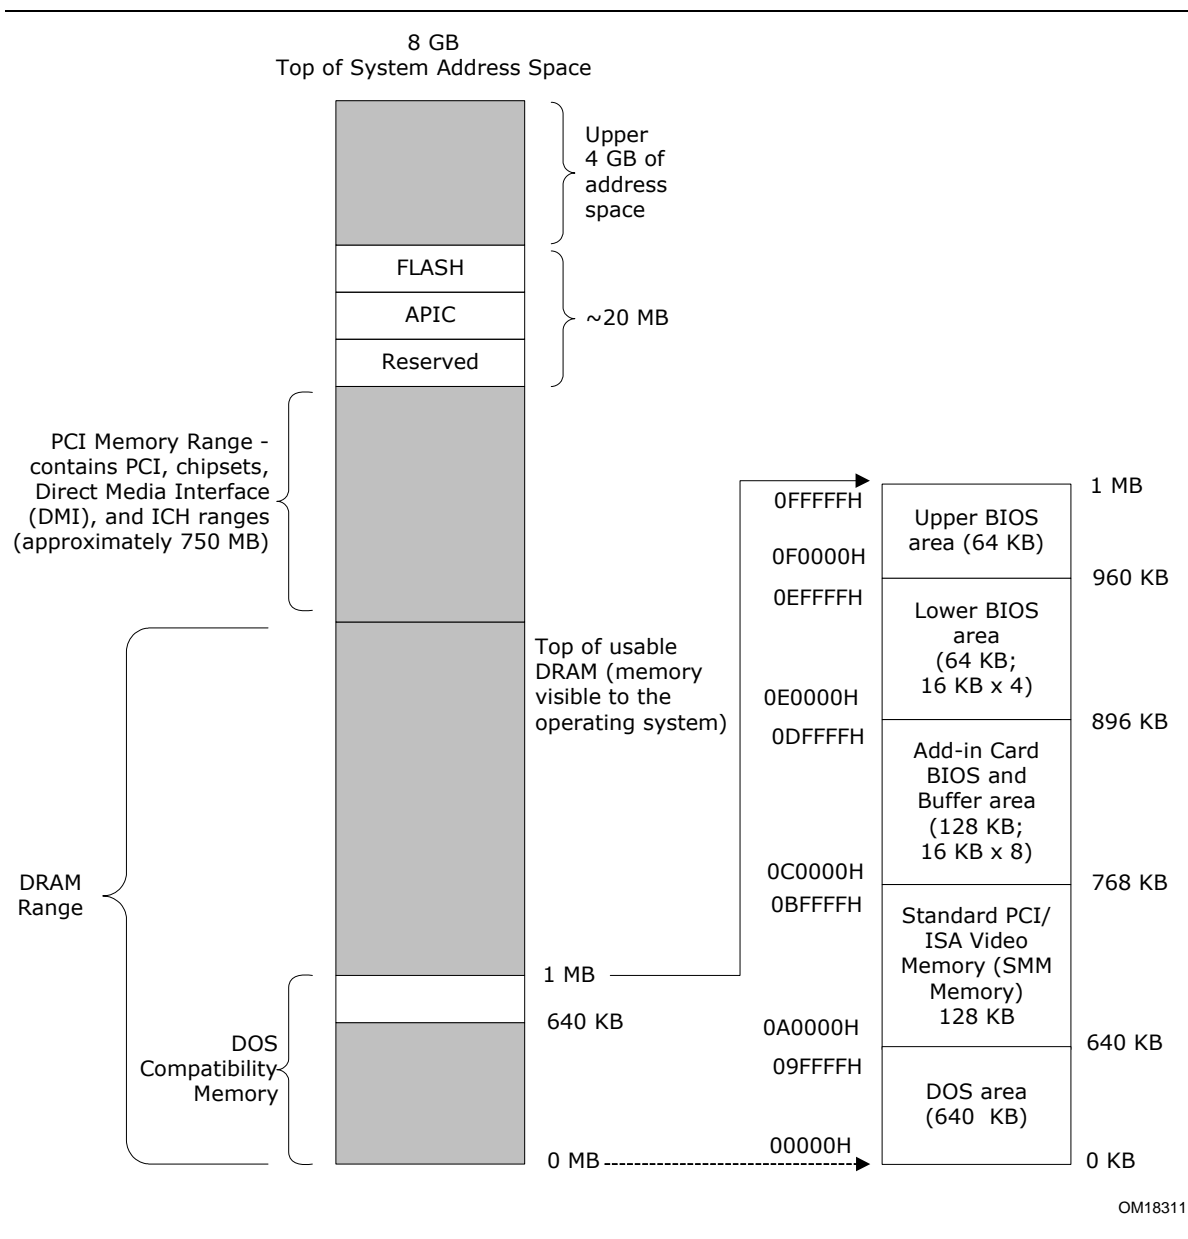 8 GB
Top of System Address Space
Upper
4 GB of
address
space
FLASH
APIC
Reserved
~20 MB
PCI Memory Range -
contains PCI, chipsets,
Direct Media Interface
(DMI), and ICH ranges
(approximately 750 MB)
Top of usable
DRAM (memory
visible to the
operating system)
DRAM
Range
1 MB
640 KB
DOS
Compatibility
Memory
0 MB
0FFFFFH
0F0000H
0EFFFFH
0E0000H
0DFFFFH
0C0000H
0BFFFFH
0A0000H
09FFFFH
00000H
Upper BIOS
area (64 KB)
Lower BIOS
area
(64 KB;
16 KB x 4)
Add-in Card
BIOS and
Buffer area
(128 KB;
16 KB x 8)
Standard PCI/
ISA Video
Memory (SMM
Memory)
128 KB
DOS area
(640 KB)
1 MB
960 KB
896 KB
768 KB
640 KB
0 KB
OM18311